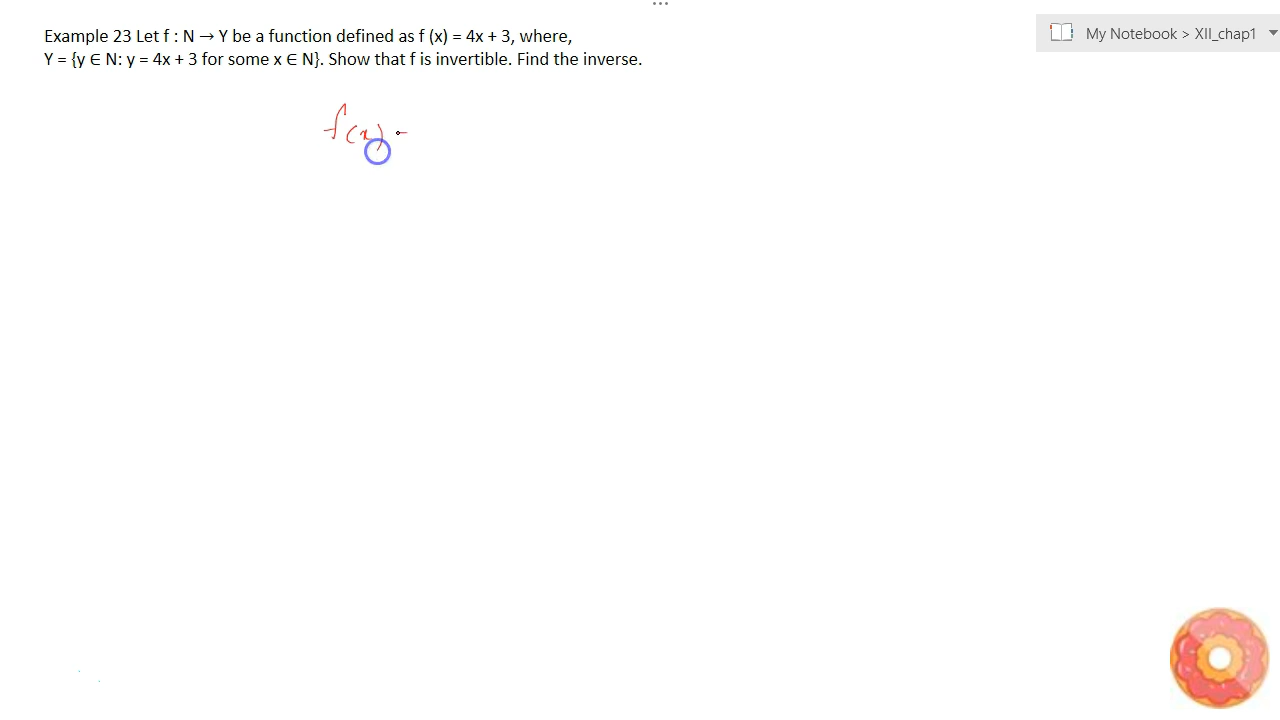 ...
My Notebook > XII_chap1
Example 23 Let f : N → Y be a function defined as f (x) = 4x + 3, where,
Y = {y ∈ N: y = 4x + 3 for some x ∈ N}. Show that f is invertible. Find the inverse.
f(x) -